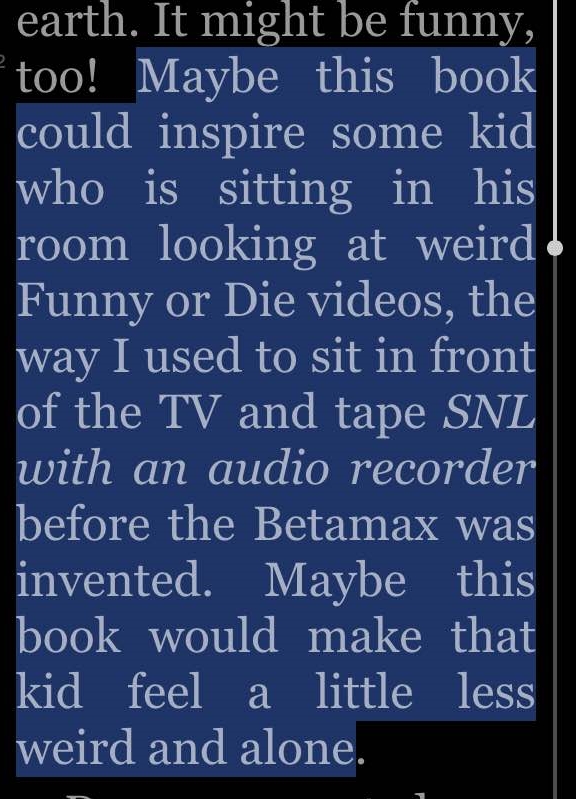 earth. It might be funny,
too! Maybe this book
could inspire some kid
who is sitting in his
room looking at weird
Funny or Die videos, the
way I used to sit in front
of the TV and tape SNL
with an audio recorder
before the Betamax was
invented. Maybe this
book would make that
kid feel a little less
weird and alone.